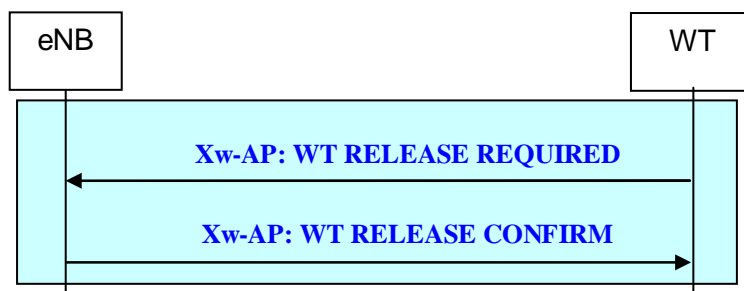 eNB
WT
Xw-AP: WT RELEASE REQUIRED
Xw-AP: WT RELEASE CONFIRM